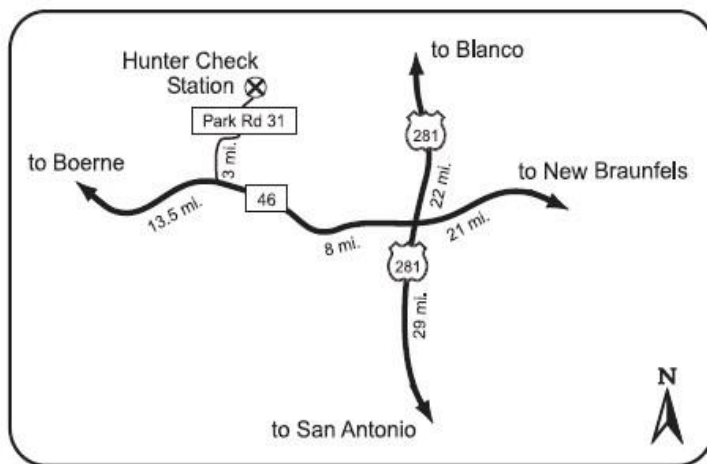 to Blanco
Hunter Check
Station
Park Rd 31
281
to Boerne
3 mi.
22 mi.
to New Braunfels
46
13.5 mi.
8 mi.
21 mi.
281
29 mi.
N
to San Antonio